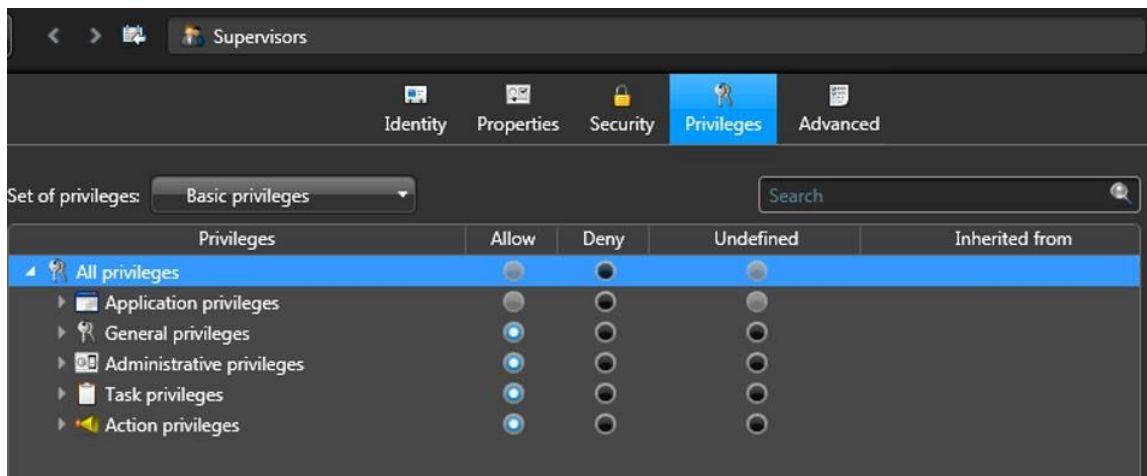 Supervisors
Identity Properties Security Privileges Advanced
Set of privileges: Basic privileges Search
Privileges Allow Deny Undefined Inherited from
All privileges
Application privileges
General privileges
Administrative privileges
Task privileges
Action privileges